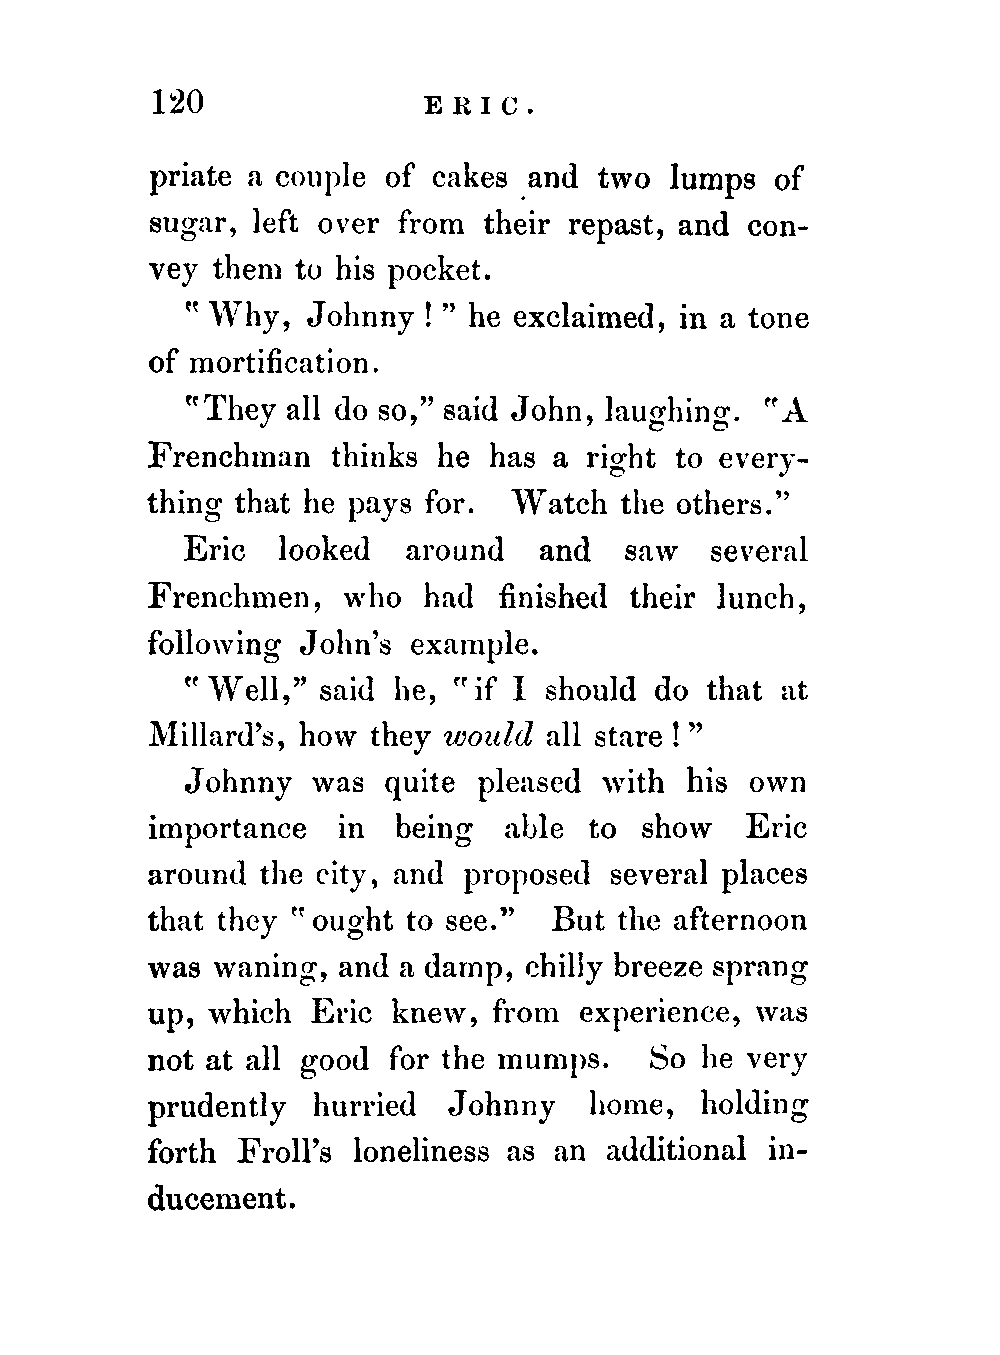 120 ERIC.
priate a couple of cakes and two lumps of
sugar, left over from their repast, and con-
vey them to his pocket.
"Why, Johnny!" he exclaimed, in a tone
of mortification.
"They all do so," said John, laughing. "A
Frenchman thinks he has a right to every-
thing that he pays for. Watch the others."
Eric looked around and saw several
Frenchmen, who had finished their lunch,
following John's example.
"Well," said he, "if I should do that at
Millard's, how they would all stare!"
Johnny was quite pleased with his own
importance in being able to show Eric
around the city, and proposed several places
that they "ought to see." But the afternoon
was waning, and a damp, chilly breeze sprang
up, which Eric knew, from experience, was
not at all good for the mumps. So he very
prudently hurried Johnny home, holding
forth Froll's loneliness as an additional in-
ducement.